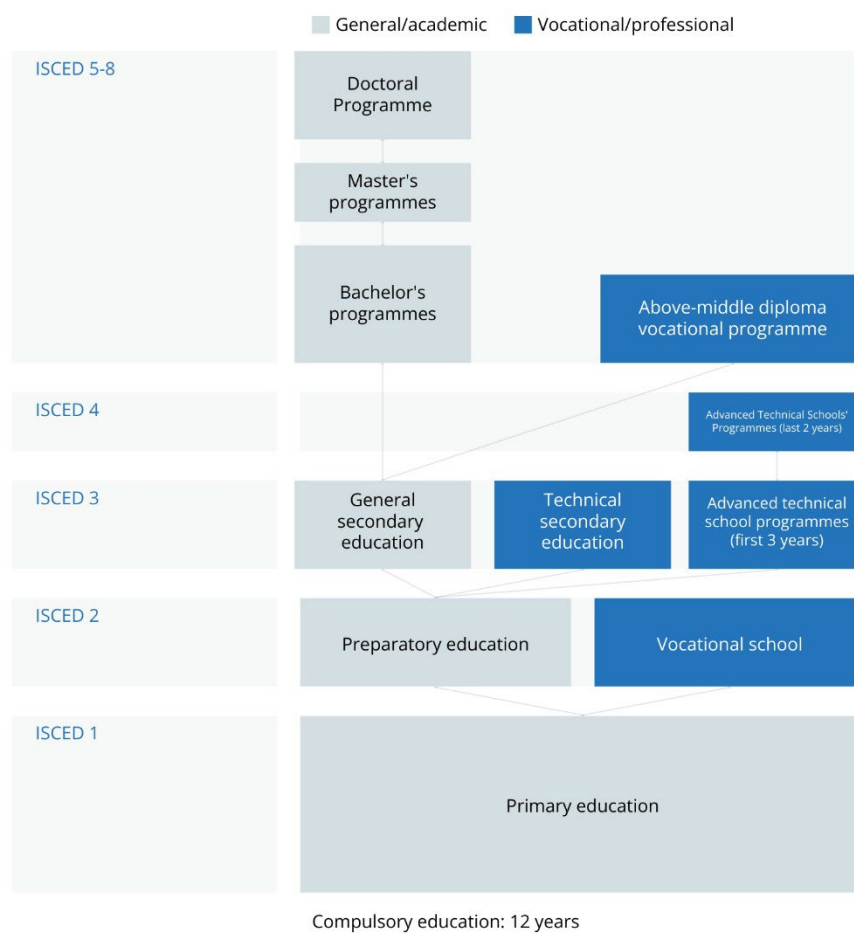 General/academic
Vocational/professional
ISCED 5-8
Doctoral
Programme
Master's
programmes
Bachelor's
programmes
Above-middle diploma
vocational programme
ISCED 4
Advanced Technical Schools'
Programmes (last 2 years)
ISCED 3
General
secondary
education
Technical
secondary
education
Advanced technical
school programmes
(first 3 years)
ISCED 2
Preparatory education
Vocational school
ISCED 1
Primary education
Compulsory education: 12 years